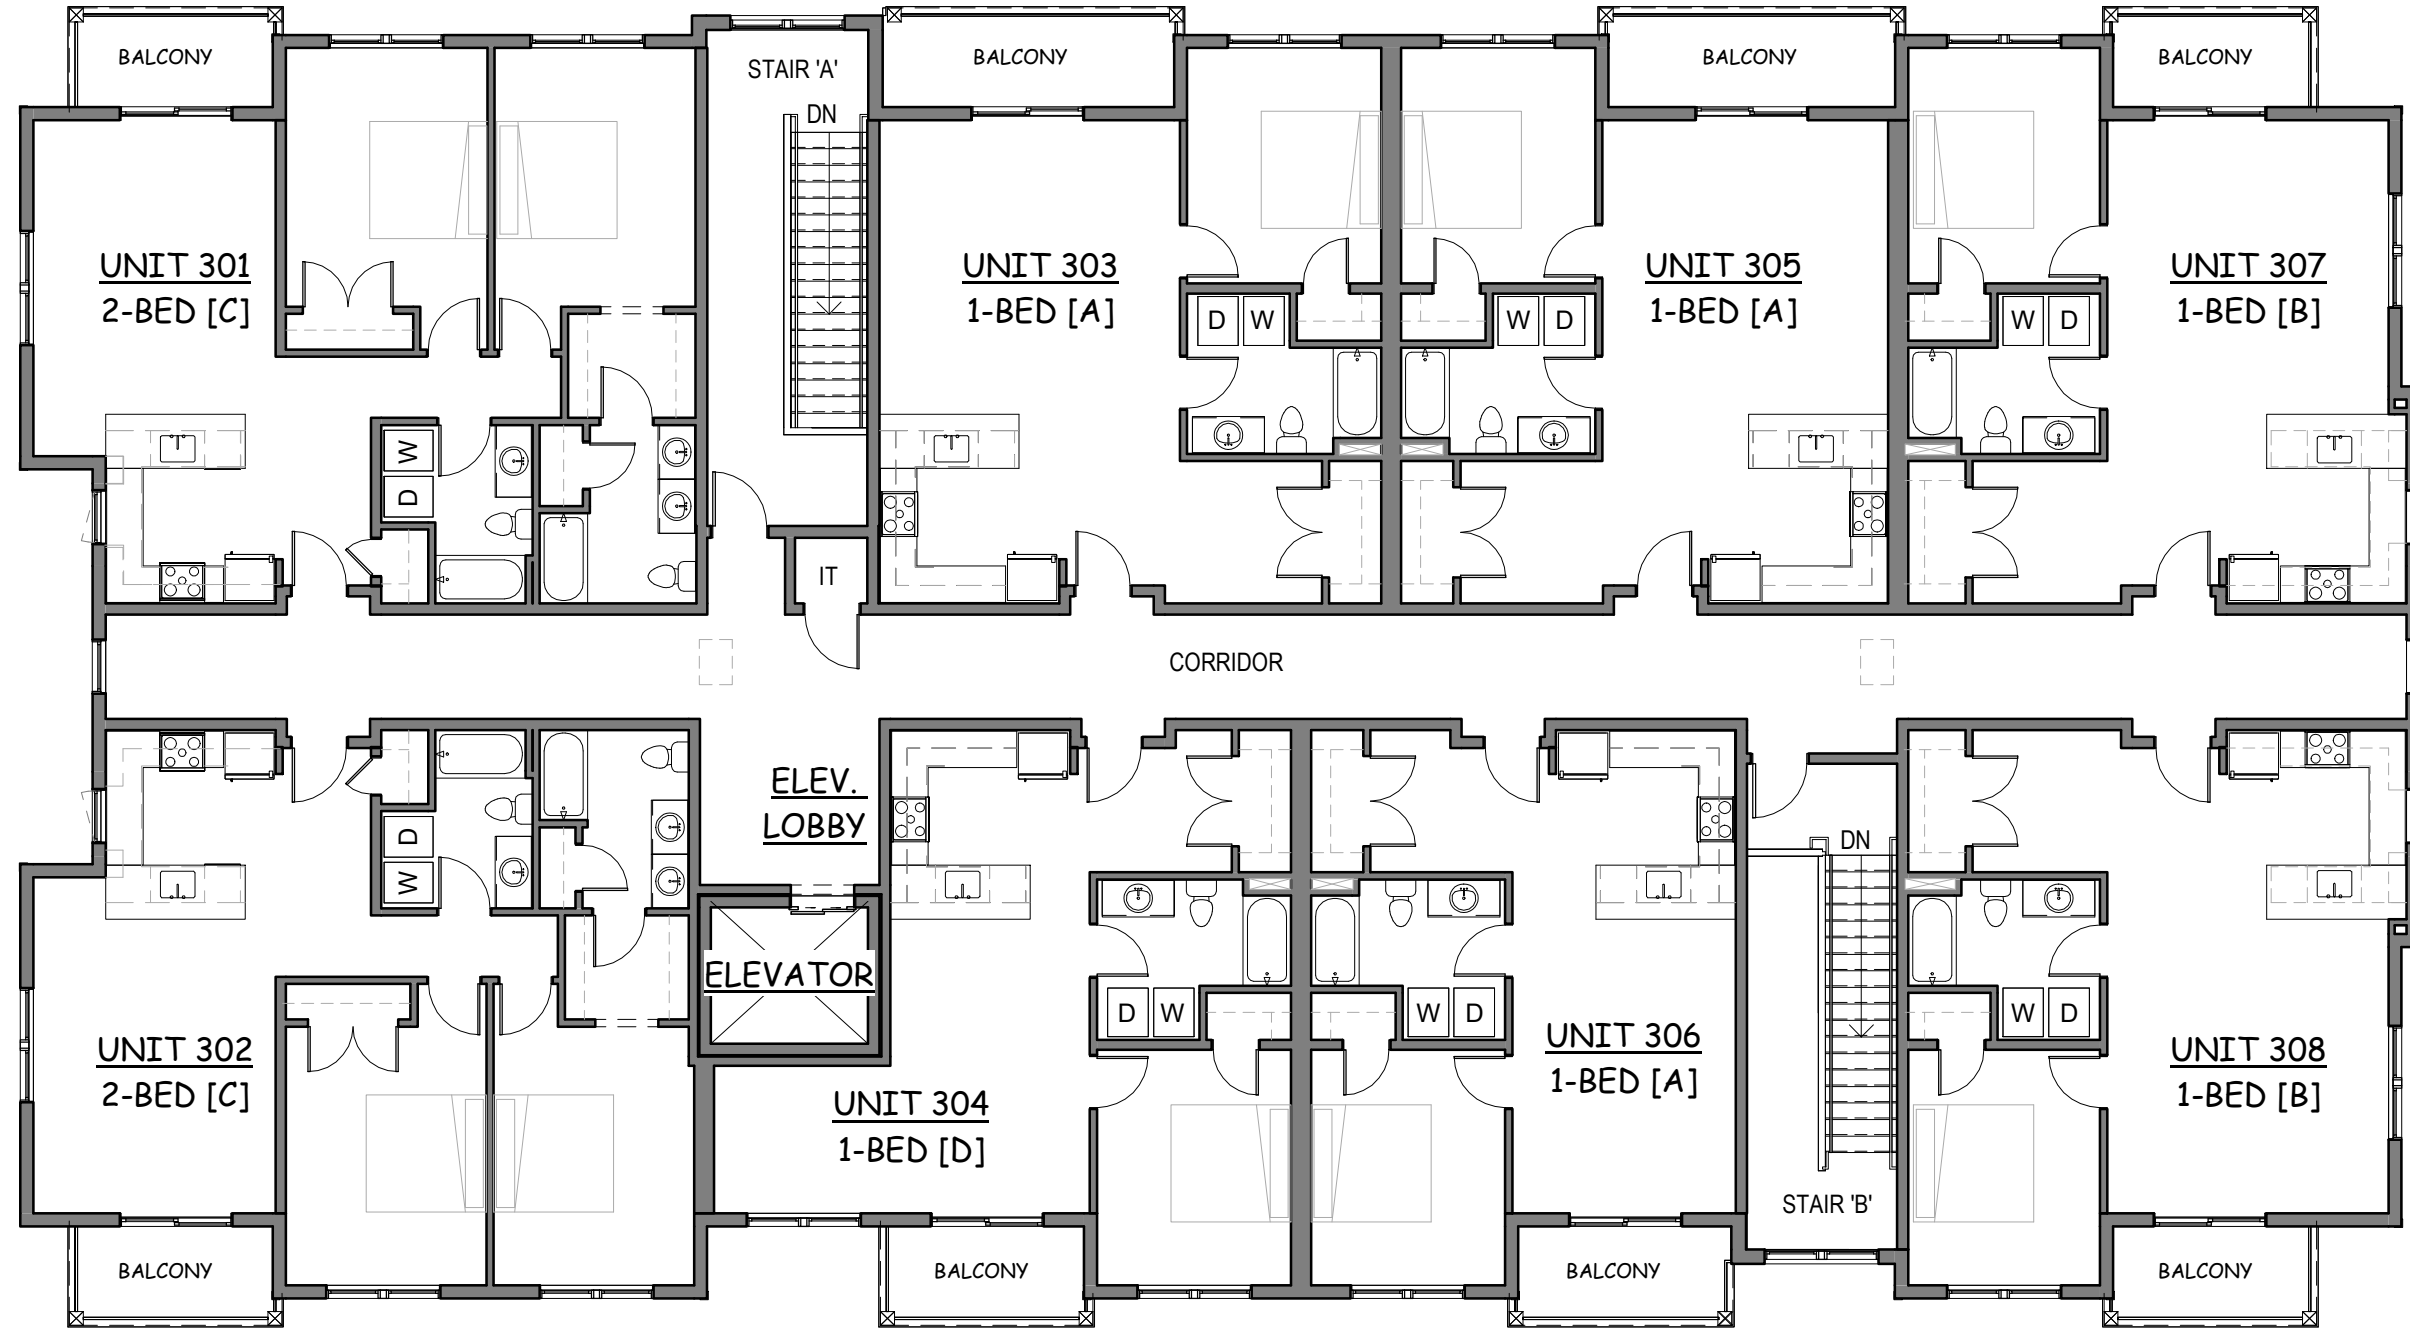 BALCONY
STAIR 'A'
DN
BALCONY
BALCONY
BALCONY
UNIT 301
2-BED [C]
UNIT 303
1-BED [A]
UNIT 305
1-BED [A]
UNIT 307
1-BED [B]
D W
W D
W D
W
D
IT
CORRIDOR
ELEV.
LOBBY
D
W
DN
ELEVATOR
D W
W D
W D
UNIT 302
2-BED [C]
UNIT 304
1-BED [D]
UNIT 306
1-BED [A]
UNIT 308
1-BED [B]
STAIR 'B'
BALCONY
BALCONY
BALCONY
BALCONY